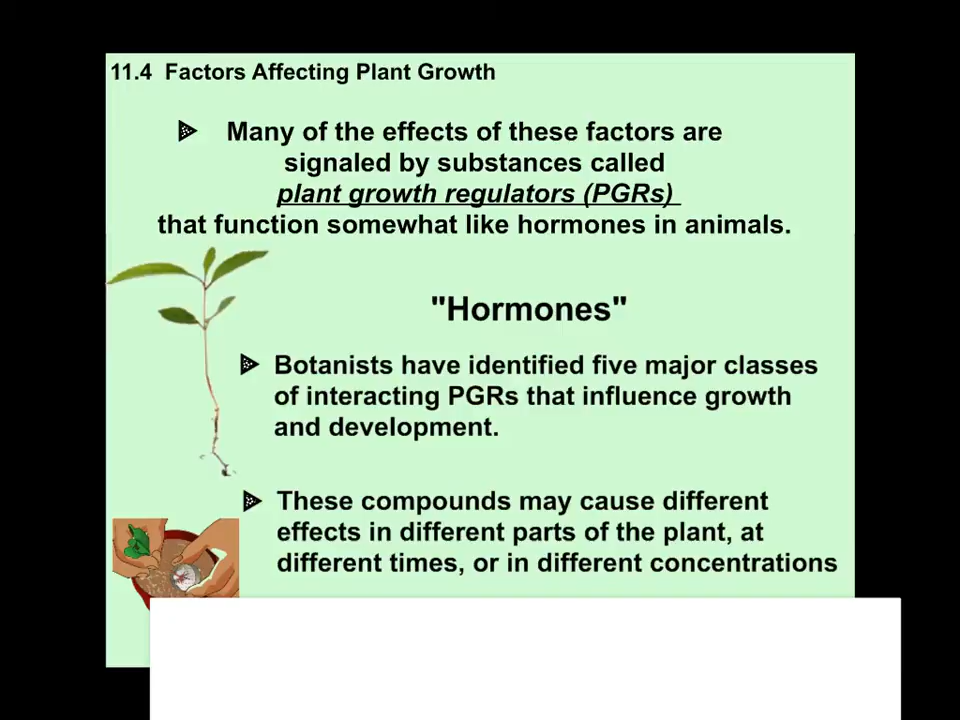 11.4 Factors Affecting Plant Growth
Many of the effects of these factors are
signaled by substances called
plant growth regulators (PGRs)
that function somewhat like hormones in animals.
"Hormones"
Botanists have identified five major classes
of interacting PGRs that influence growth
and development.
These compounds may cause different
effects in different parts of the plant, at
different times, or in different concentrations